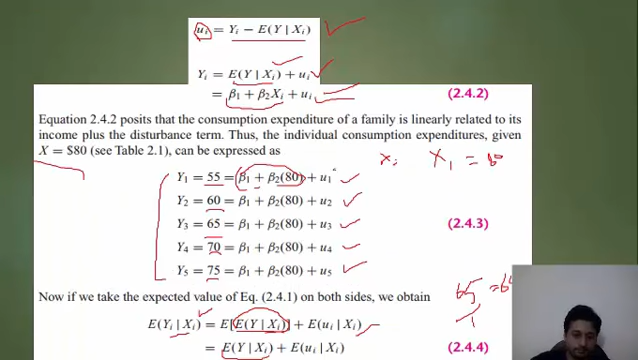 uᵢ = Yᵢ − E(Y | Xᵢ)
Yᵢ = E(Y | Xᵢ) + uᵢ
= β₁ + β₂Xᵢ + uᵢ (2.4.2)
Equation 2.4.2 posits that the consumption expenditure of a family is linearly related to its
income plus the disturbance term. Thus, the individual consumption expenditures, given
X = $80 (see Table 2.1), can be expressed as
Xᵢ X₁ = 80
Y₁ = 55 = β₁ + β₂(80) + u₁
Y₂ = 60 = β₁ + β₂(80) + u₂
Y₃ = 65 = β₁ + β₂(80) + u₃ (2.4.3)
Y₄ = 70 = β₁ + β₂(80) + u₄
Y₅ = 75 = β₁ + β₂(80) + u₅
65 =
Now if we take the expected value of Eq. (2.4.1) on both sides, we obtain
E(Yᵢ | Xᵢ) = E[E(Y | Xᵢ)] + E(uᵢ | Xᵢ)
= E(Y | Xᵢ) + E(uᵢ | Xᵢ) (2.4.4)